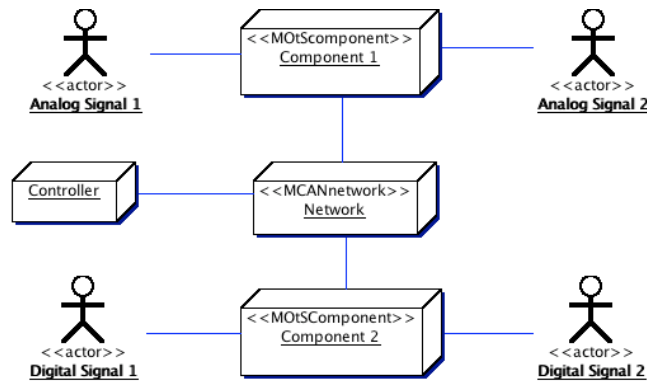 <<MOtScomponent>>
Component 1
<<actor>>
Analog Signal 1
<<actor>>
Analog Signal 2
Controller
<<MCANnetwork>>
Network
<<MOtSComponent>>
Component 2
<<actor>>
Digital Signal 1
<<actor>>
Digital Signal 2